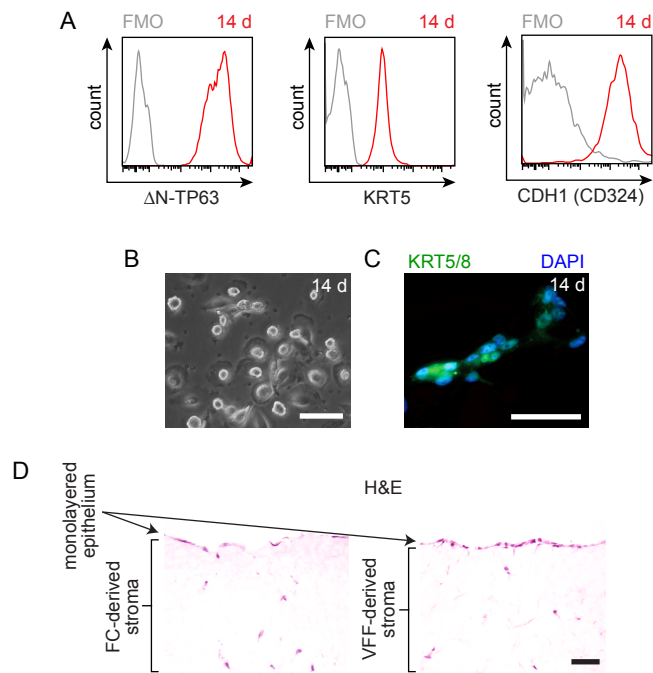 A
FMO 14 d
count
ΔN-TP63
FMO 14 d
count
KRT5
FMO 14 d
count
CDH1 (CD324)
B
14 d
C
KRT5/8 DAPI
14 d
D
H&E
monolayered
epithelium
FC-derived
stroma
VFF-derived
stroma